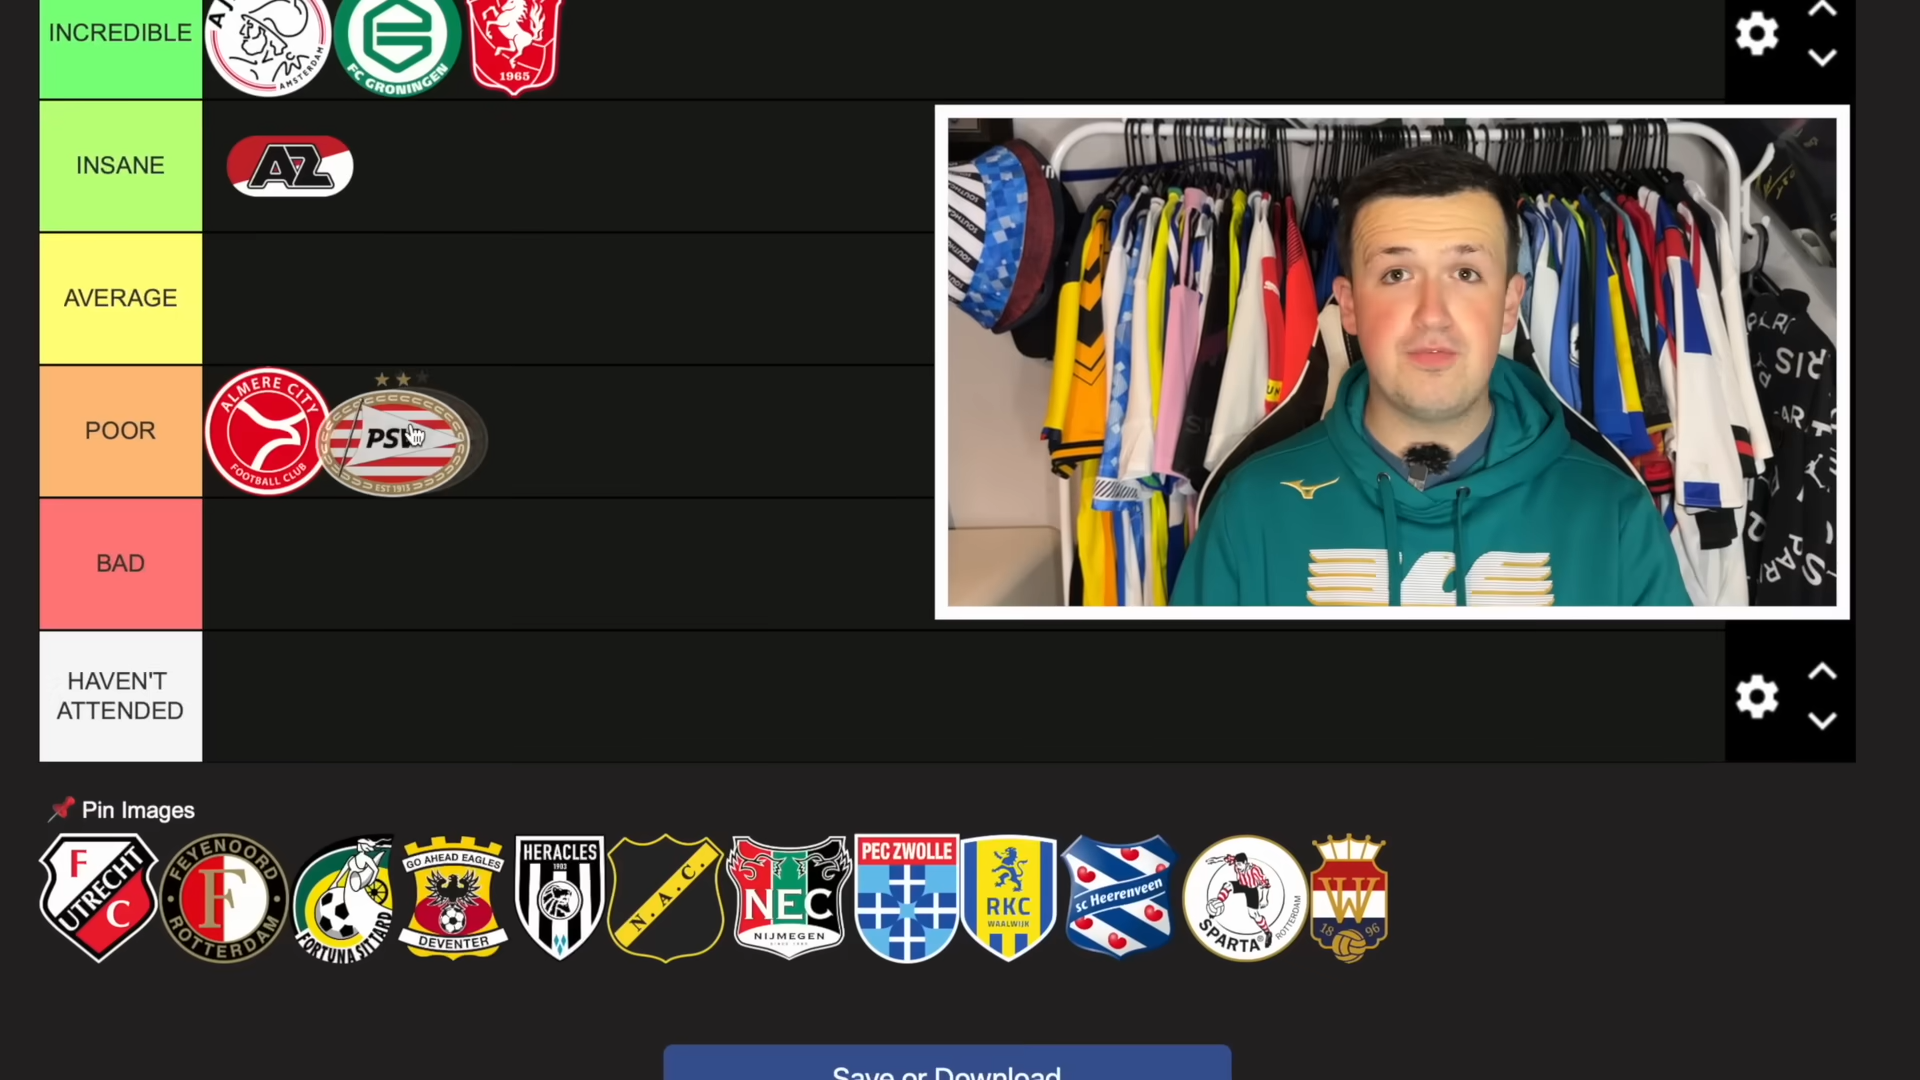 INCREDIBLE
AJ
AMSTERDAM
FC GRONINGEN
1965
INSANE
AZ
AVERAGE
POOR
ALMERE CITY
FOOTBALL CLUB
PSV
EST 1913
BAD
HAVEN'T
ATTENDED
Pin Images
F
UTRECHT
C
FEYENOORD
F
ROTTERDAM
FORTUNA SITTARD
GO AHEAD EAGLES
DEVENTER
HERACLES
1903
N.A.C.
NEC
NIJMEGEN
PEC ZWOLLE
RKC
WAALWIJK
sc Heerenveen
SPARTA
ROTTERDAM
W
18 96
Save or Download